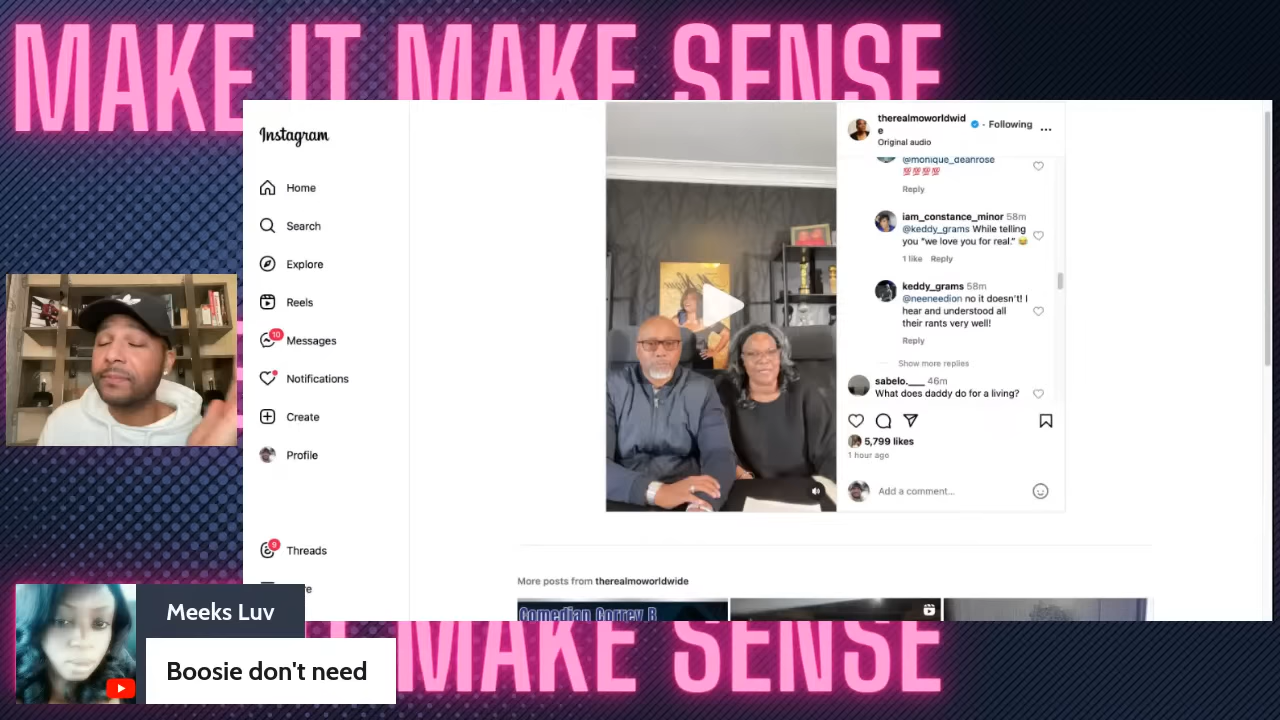 MAKE IT MAKE SENSE
Instagram
Home
Search
Explore
Reels
10
Messages
Notifications
Create
Profile
9
Threads
therealmoworldwid
e
• Following
...
Original audio
@monique_deanrose
💯💯💯💯
Reply
iam_constance_minor 58m
@keddy_grams While telling
you "we love you for real." 😂
1 like Reply
keddy_grams 58m
@neeneedion no it doesn't! I
hear and understood all
their rants very well!
Reply
Show more replies
sabelo.___ 46m
What does daddy do for a living?
5,799 likes
1 hour ago
Add a comment...
More posts from therealmoworldwide
Comedian Correy B
MAKE SENSE
Meeks Luv
Boosie don't need